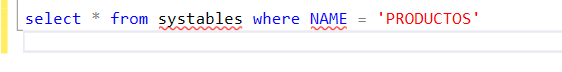 select * from systables where NAME = 'PRODUCTOS'